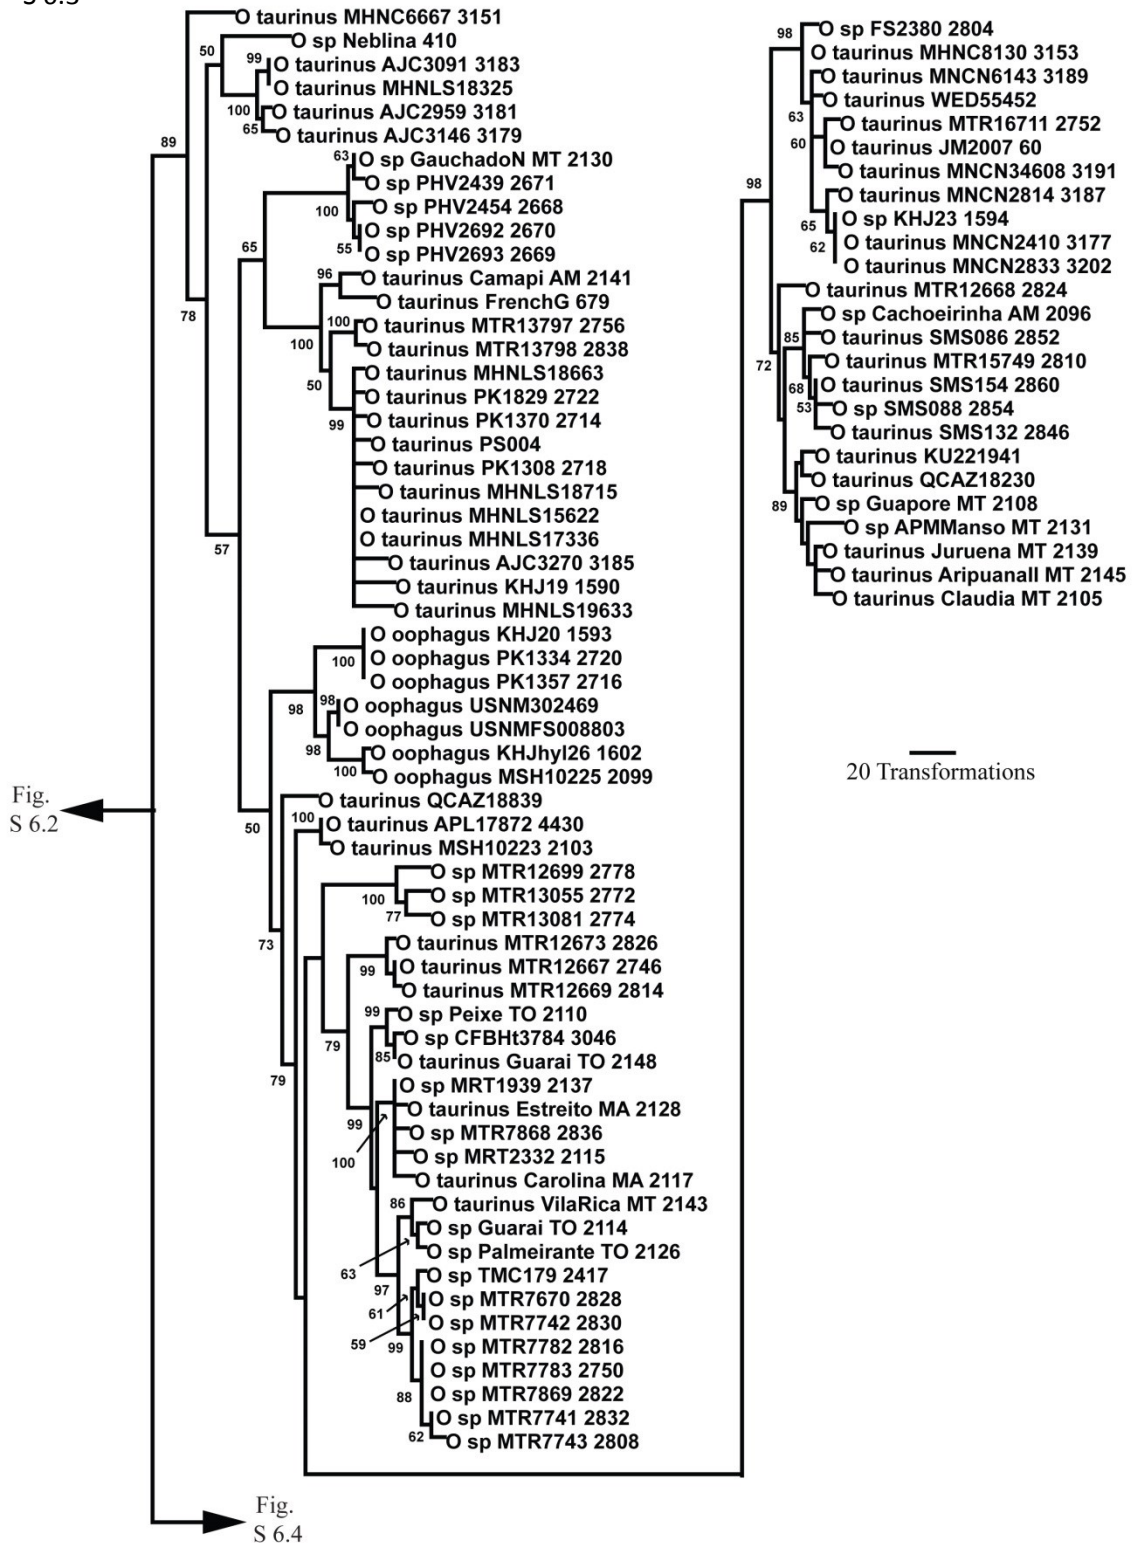 S 6.3
O taurinus MHNC6667 3151
O sp Neblina 410
50
99
O taurinus AJC3091 3183
O taurinus MHNLS18325
100
O taurinus AJC2959 3181
65
O taurinus AJC3146 3179
89
63
O sp GauchadoN MT 2130
O sp PHV2439 2671
100
O sp PHV2454 2668
O sp PHV2692 2670
55
O sp PHV2693 2669
65
96
O taurinus Camapi AM 2141
O taurinus FrenchG 679
78
100
100
O taurinus MTR13797 2756
O taurinus MTR13798 2838
50
O taurinus MHNLS18663
O taurinus PK1829 2722
99
O taurinus PK1370 2714
O taurinus PS004
O taurinus PK1308 2718
O taurinus MHNLS18715
O taurinus MHNLS15622
O taurinus MHNLS17336
57
O taurinus AJC3270 3185
O taurinus KHJ19 1590
O taurinus MHNLS19633
O oophagus KHJ20 1593
100
O oophagus PK1334 2720
O oophagus PK1357 2716
98
98
O oophagus USNM302469
O oophagus USNMFS008803
98
O oophagus KHJhyl26 1602
100
O oophagus MSH10225 2099
Fig.
S 6.2
50
O taurinus QCAZ18839
100
O taurinus APL17872 4430
O taurinus MSH10223 2103
O sp MTR12699 2778
100
O sp MTR13055 2772
77
O sp MTR13081 2774
73
O taurinus MTR12673 2826
99
O taurinus MTR12667 2746
O taurinus MTR12669 2814
99
O sp Peixe TO 2110
79
O sp CFBHt3784 3046
85
O taurinus Guarai TO 2148
79
O sp MRT1939 2137
O taurinus Estreito MA 2128
99
O sp MTR7868 2836
100
O sp MRT2332 2115
O taurinus Carolina MA 2117
86
O taurinus VilaRica MT 2143
O sp Guarai TO 2114
63
O sp Palmeirante TO 2126
97
O sp TMC179 2417
61
O sp MTR7670 2828
O sp MTR7742 2830
59
99
O sp MTR7782 2816
O sp MTR7783 2750
88
O sp MTR7869 2822
O sp MTR7741 2832
62
O sp MTR7743 2808
Fig.
S 6.4
98
O sp FS2380 2804
O taurinus MHNC8130 3153
O taurinus MNCN6143 3189
O taurinus WED55452
63
O taurinus MTR16711 2752
60
O taurinus JM2007 60
O taurinus MNCN34608 3191
98
O taurinus MNCN2814 3187
65
O sp KHJ23 1594
62
O taurinus MNCN2410 3177
O taurinus MNCN2833 3202
O taurinus MTR12668 2824
O sp Cachoeirinha AM 2096
85
O taurinus SMS086 2852
72
O taurinus MTR15749 2810
68
O taurinus SMS154 2860
53
O sp SMS088 2854
O taurinus SMS132 2846
O taurinus KU221941
O taurinus QCAZ18230
89
O sp Guapore MT 2108
O sp APMManso MT 2131
O taurinus Juruena MT 2139
O taurinus Aripuanall MT 2145
O taurinus Claudia MT 2105
20 Transformations